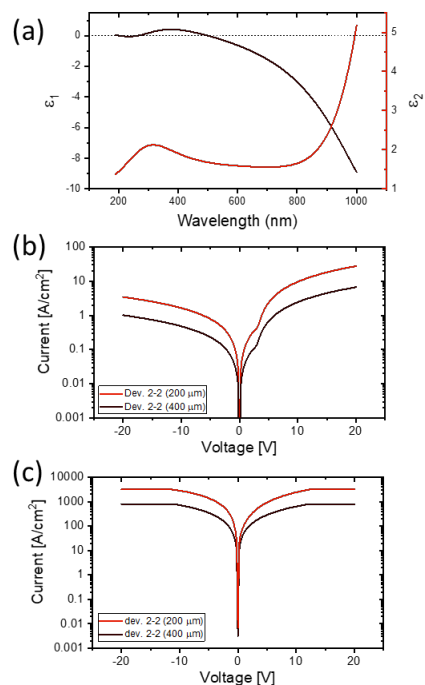 (a)
0
-2
-4
-6
-8
-10
ε1
5
4
3
2
1
ε2
200 400 600 800 1000
Wavelength (nm)
(b)
100
10
1
0.1
0.01
0.001
Current [A/cm2]
Dev. 2-2 (200 μm)
Dev. 2-2 (400 μm)
-20 -10 0 10 20
Voltage [V]
(c)
10000
1000
100
10
1
0.1
0.01
0.001
Current [A/cm2]
dev. 2-2 (200 μm)
dev. 2-2 (400 μm)
-20 -10 0 10 20
Voltage [V]